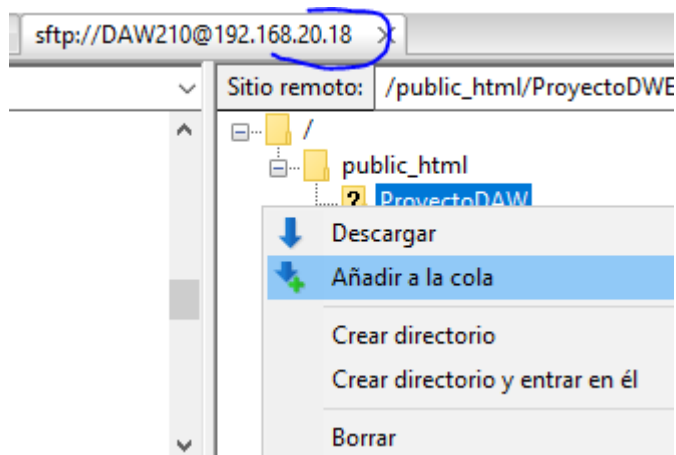 sftp://DAW210@192.168.20.18
Sitio remoto: /public_html/ProyectoDWE
/
public_html
? ProyectoDAW
Descargar
Añadir a la cola
Crear directorio
Crear directorio y entrar en él
Borrar